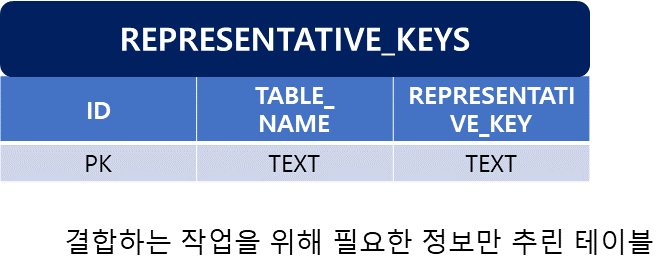 REPRESENTATIVE_KEYS
ID
TABLE_
NAME
REPRESENTATI
VE_KEY
PK
TEXT
TEXT
결합하는 작업을 위해 필요한 정보만 추린 테이블